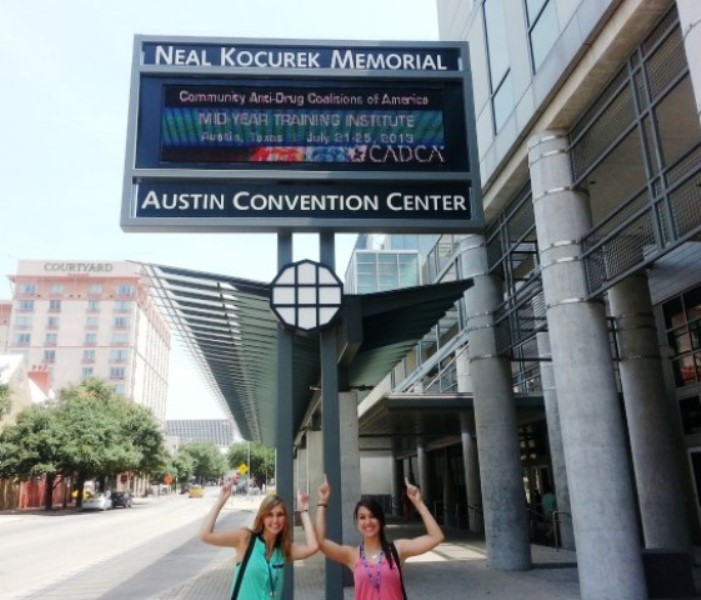 NEAL KOCUREK MEMORIAL
Community Anti-Drug Coalitions of America
MID-YEAR TRAINING INSTITUTE
Austin, Texas July 21-25, 2013
CADCA
AUSTIN CONVENTION CENTER
COURTYARD